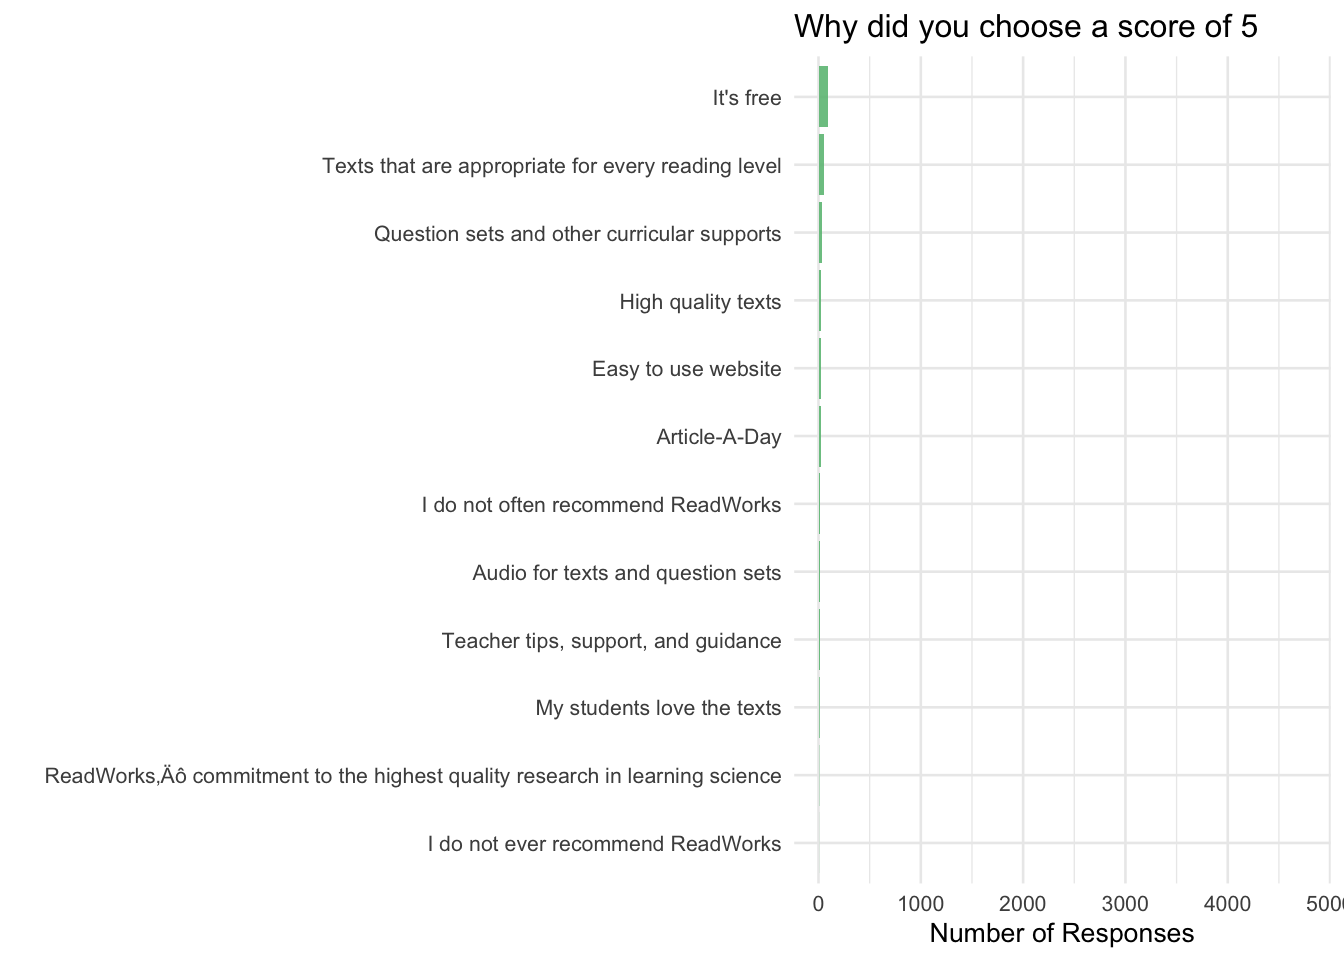 Why did you choose a score of 5
It's free
Texts that are appropriate for every reading level
Question sets and other curricular supports
High quality texts
Easy to use website
Article-A-Day
I do not often recommend ReadWorks
Audio for texts and question sets
Teacher tips, support, and guidance
My students love the texts
ReadWorks‚Äô commitment to the highest quality research in learning science
I do not ever recommend ReadWorks
0 1000 2000 3000 4000 5000
Number of Responses